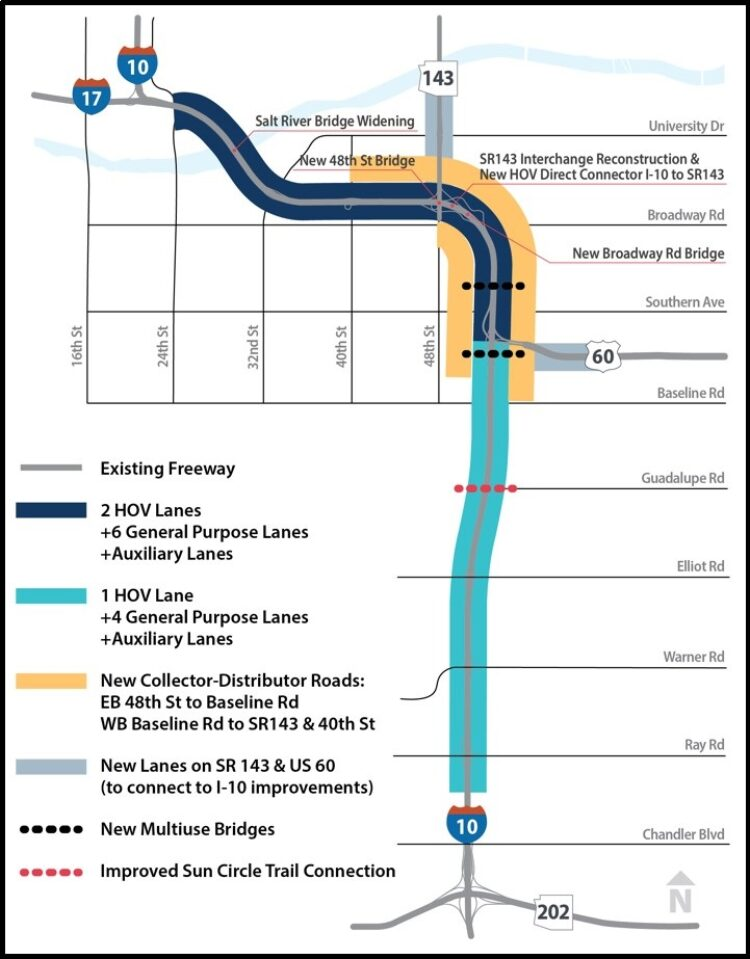 10
17
143
Salt River Bridge Widening
University Dr
New 48th St Bridge
SR143 Interchange Reconstruction &
New HOV Direct Connector I-10 to SR143
Broadway Rd
New Broadway Rd Bridge
Southern Ave
16th St
24th St
32nd St
40th St
48th St
60
Baseline Rd
Existing Freeway
Guadalupe Rd
2 HOV Lanes
+6 General Purpose Lanes
+Auxiliary Lanes
Elliot Rd
1 HOV Lane
+4 General Purpose Lanes
+Auxiliary Lanes
Warner Rd
New Collector-Distributor Roads:
EB 48th St to Baseline Rd
WB Baseline Rd to SR143 & 40th St
Ray Rd
New Lanes on SR 143 & US 60
(to connect to I-10 improvements)
10
New Multiuse Bridges
Chandler Blvd
Improved Sun Circle Trail Connection
N
202